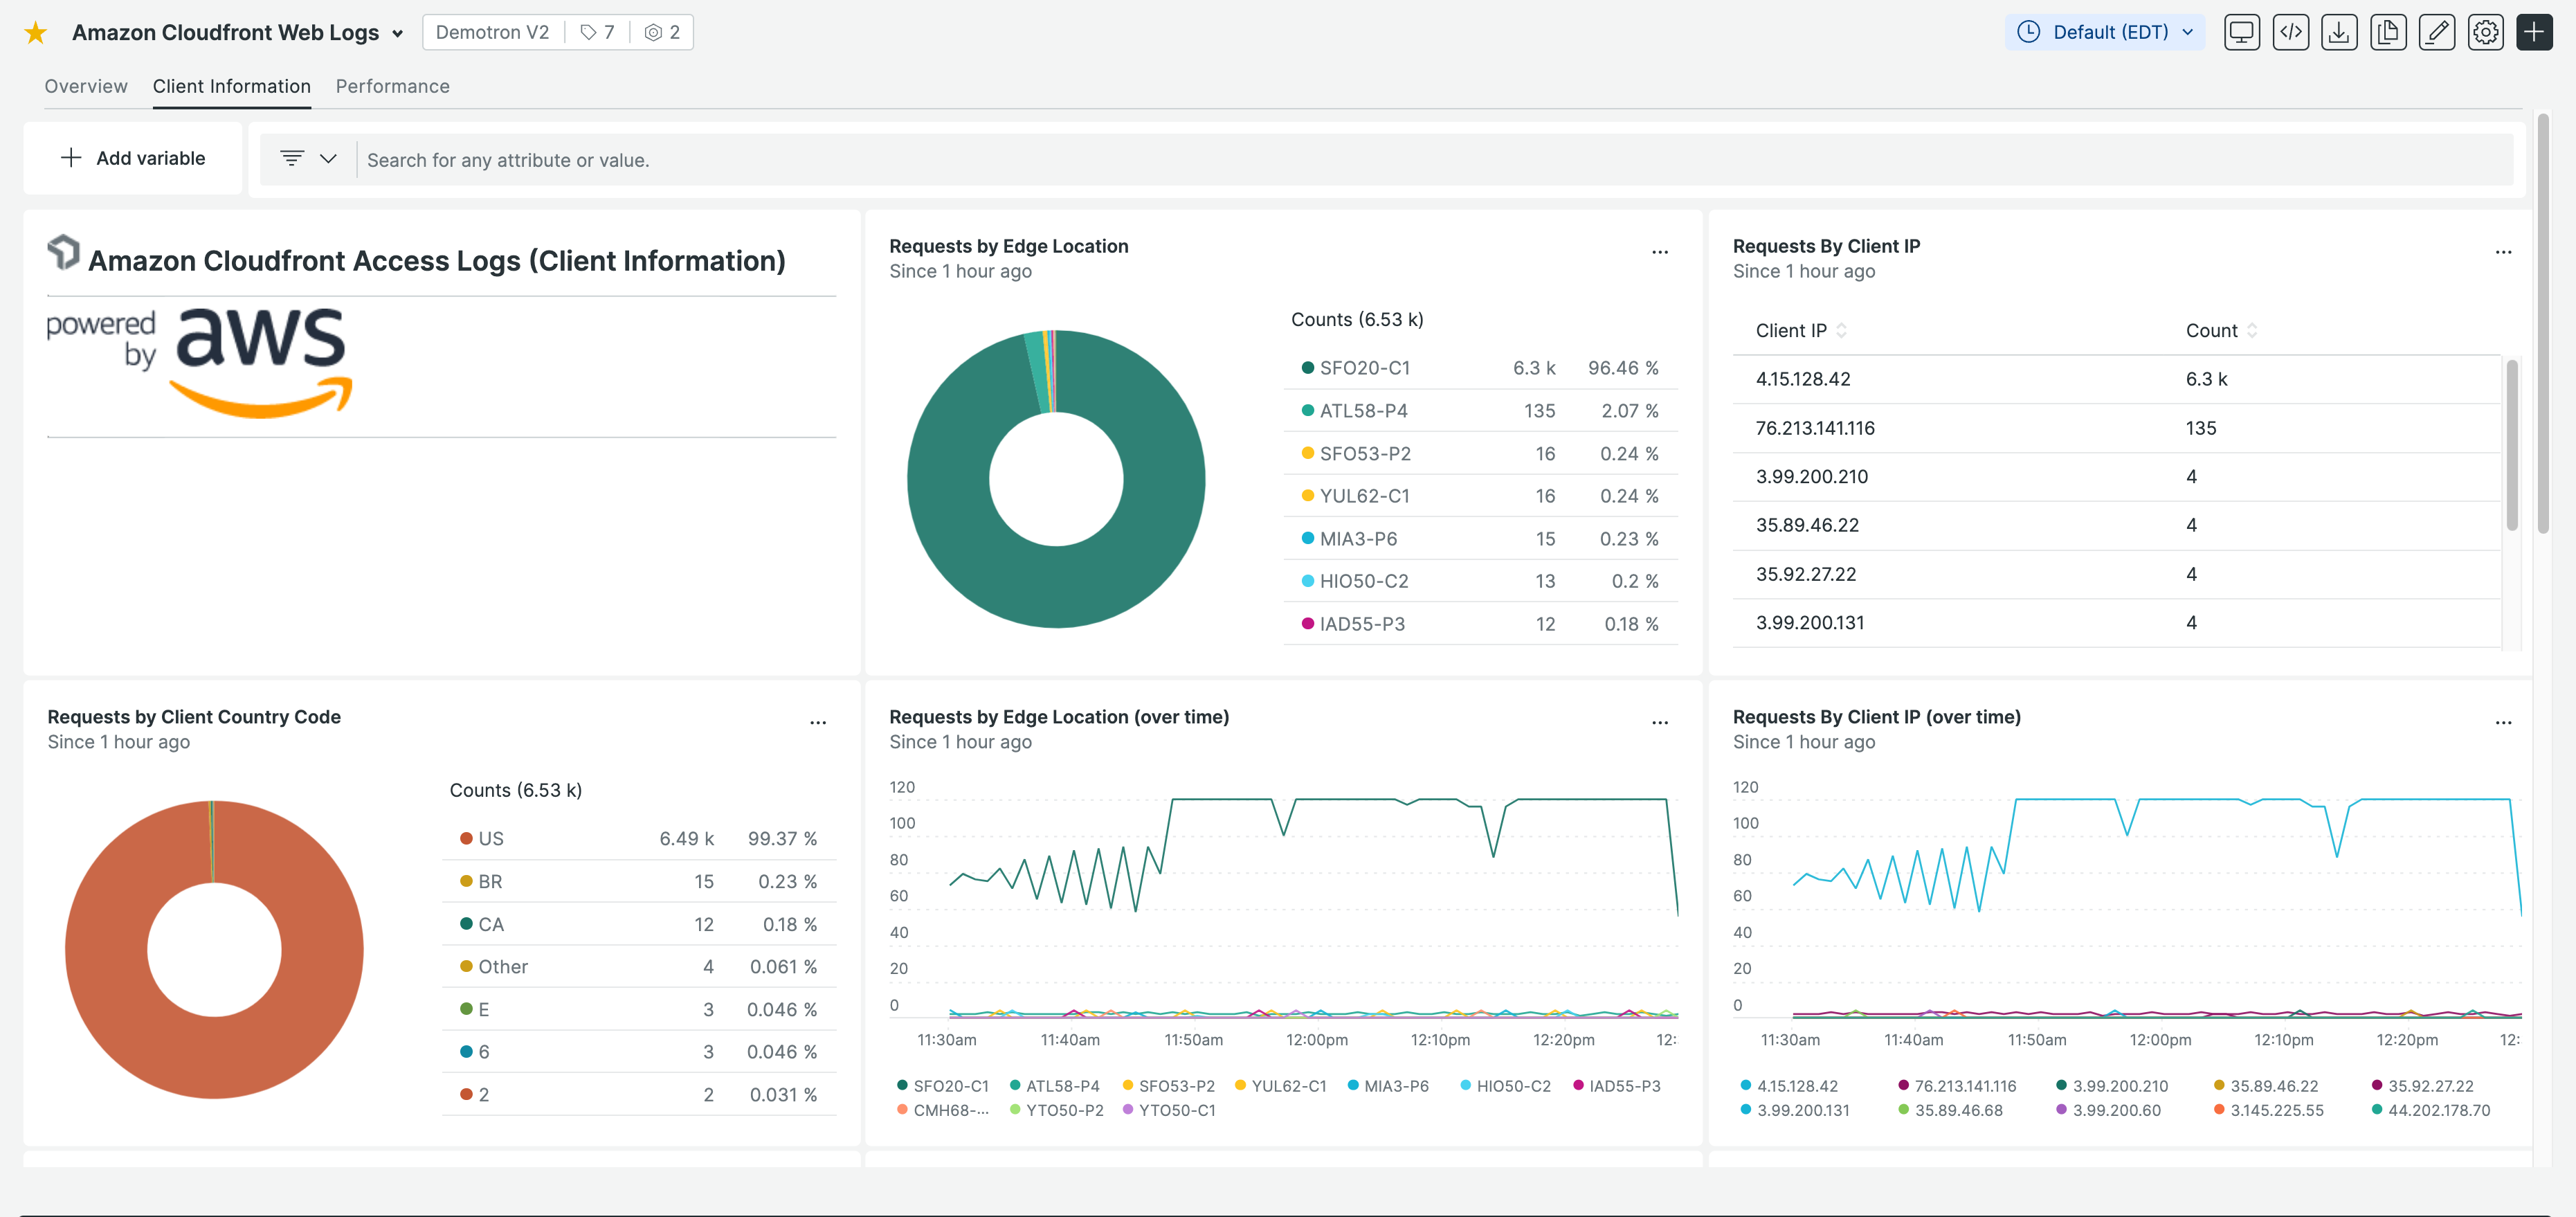 Amazon Cloudfront Web Logs
Demotron V2 7 2
Default (EDT)
Overview Client Information Performance
Add variable
Search for any attribute or value.
Amazon Cloudfront Access Logs (Client Information)
powered by aws
Requests by Edge Location
Since 1 hour ago
Counts (6.53 k)
SFO20-C1 6.3 k 96.46 %
ATL58-P4 135 2.07 %
SFO53-P2 16 0.24 %
YUL62-C1 16 0.24 %
MIA3-P6 15 0.23 %
HIO50-C2 13 0.2 %
IAD55-P3 12 0.18 %
Requests By Client IP
Since 1 hour ago
Client IP Count
4.15.128.42 6.3 k
76.213.141.116 135
3.99.200.210 4
35.89.46.22 4
35.92.27.22 4
3.99.200.131 4
Requests by Client Country Code
Since 1 hour ago
Counts (6.53 k)
US 6.49 k 99.37 %
BR 15 0.23 %
CA 12 0.18 %
Other 4 0.061 %
E 3 0.046 %
6 3 0.046 %
2 2 0.031 %
Requests by Edge Location (over time)
Since 1 hour ago
120
100
80
60
40
20
0
11:30am 11:40am 11:50am 12:00pm 12:10pm 12:20pm 12:
SFO20-C1 ATL58-P4 SFO53-P2 YUL62-C1 MIA3-P6 HIO50-C2 IAD55-P3
CMH68-... YTO50-P2 YTO50-C1
Requests By Client IP (over time)
Since 1 hour ago
120
100
80
60
40
20
0
11:30am 11:40am 11:50am 12:00pm 12:10pm 12:20pm 12:
4.15.128.42 76.213.141.116 3.99.200.210 35.89.46.22 35.92.27.22
3.99.200.131 35.89.46.68 3.99.200.60 3.145.225.55 44.202.178.70